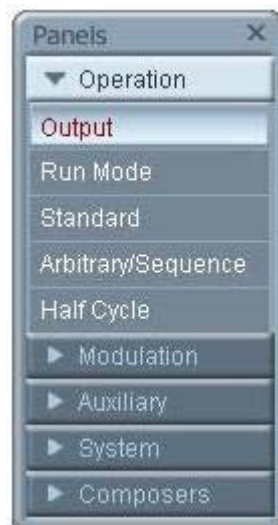 Panels
Operation
Output
Run Mode
Standard
Arbitrary/Sequence
Half Cycle
Modulation
Auxiliary
System
Composers